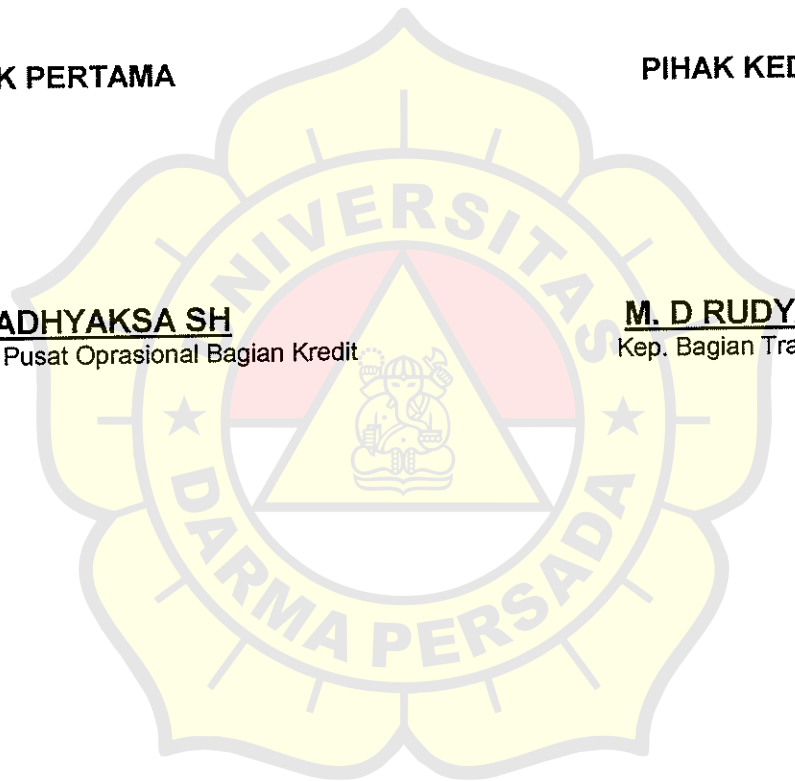 K PERTAMA
PIHAK KED
ADHYAKSA SH
Pusat Oprasional Bagian Kredit
M. D RUDY
Kep. Bagian Tra
UNIVERSITAS
DARMA PERSADA